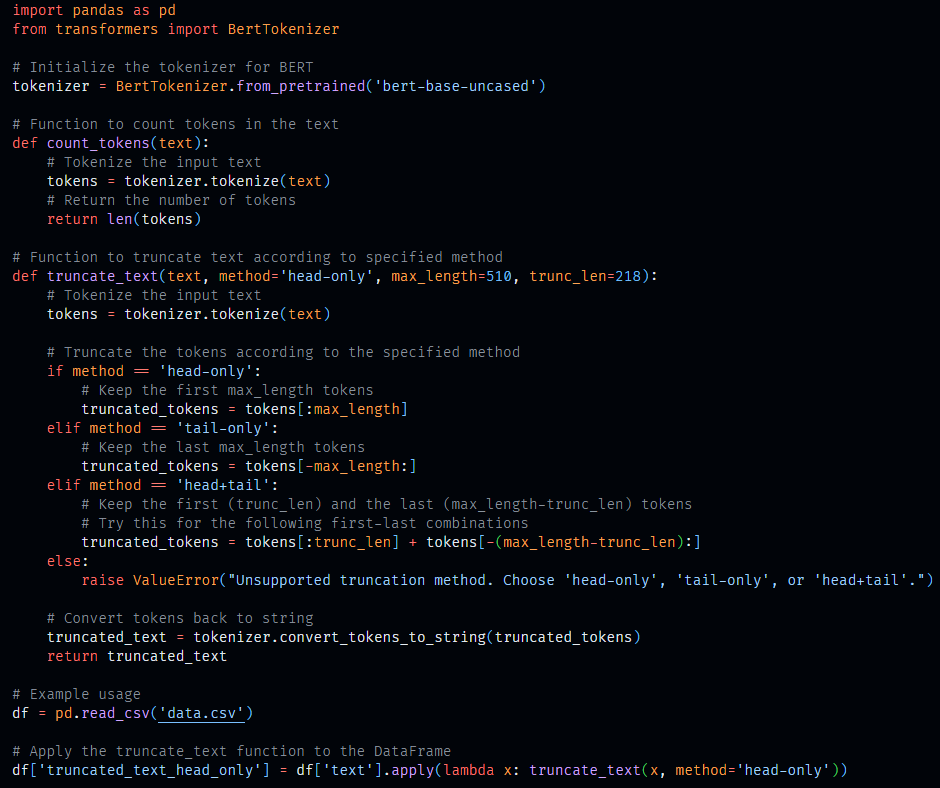 import pandas as pd
from transformers import BertTokenizer

# Initialize the tokenizer for BERT
tokenizer = BertTokenizer.from_pretrained('bert-base-uncased')

# Function to count tokens in the text
def count_tokens(text):
    # Tokenize the input text
    tokens = tokenizer.tokenize(text)
    # Return the number of tokens
    return len(tokens)

# Function to truncate text according to specified method
def truncate_text(text, method='head-only', max_length=510, trunc_len=218):
    # Tokenize the input text
    tokens = tokenizer.tokenize(text)

    # Truncate the tokens according to the specified method
    if method == 'head-only':
        # Keep the first max_length tokens
        truncated_tokens = tokens[:max_length]
    elif method == 'tail-only':
        # Keep the last max_length tokens
        truncated_tokens = tokens[-max_length:]
    elif method == 'head+tail':
        # Keep the first (trunc_len) and the last (max_length-trunc_len) tokens
        # Try this for the following first-last combinations
        truncated_tokens = tokens[:trunc_len] + tokens[-(max_length-trunc_len):]
    else:
        raise ValueError("Unsupported truncation method. Choose 'head-only', 'tail-only', or 'head+tail'.")

    # Convert tokens back to string
    truncated_text = tokenizer.convert_tokens_to_string(truncated_tokens)
    return truncated_text

# Example usage
df = pd.read_csv('data.csv')

# Apply the truncate_text function to the DataFrame
df['truncated_text_head_only'] = df['text'].apply(lambda x: truncate_text(x, method='head-only'))